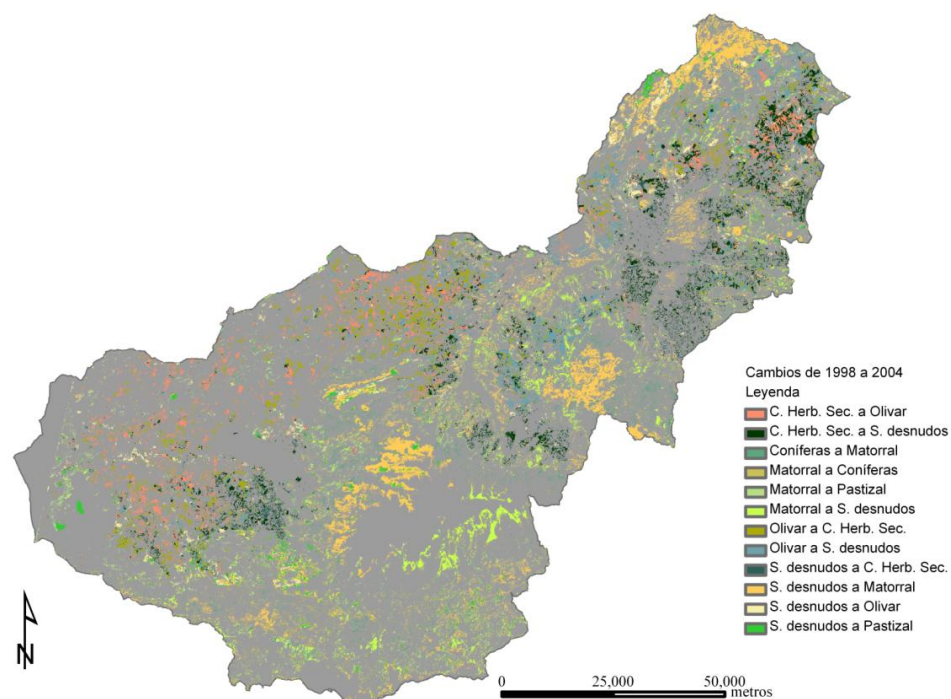 Cambios de 1998 a 2004
Leyenda
C. Herb. Sec. a Olivar
C. Herb. Sec. a S. desnudos
Coníferas a Matorral
Matorral a Coníferas
Matorral a Pastizal
Matorral a S. desnudos
Olivar a C. Herb. Sec.
Olivar a S. desnudos
S. desnudos a C. Herb. Sec.
S. desnudos a Matorral
S. desnudos a Olivar
S. desnudos a Pastizal
N
0 25,000 50,000
metros